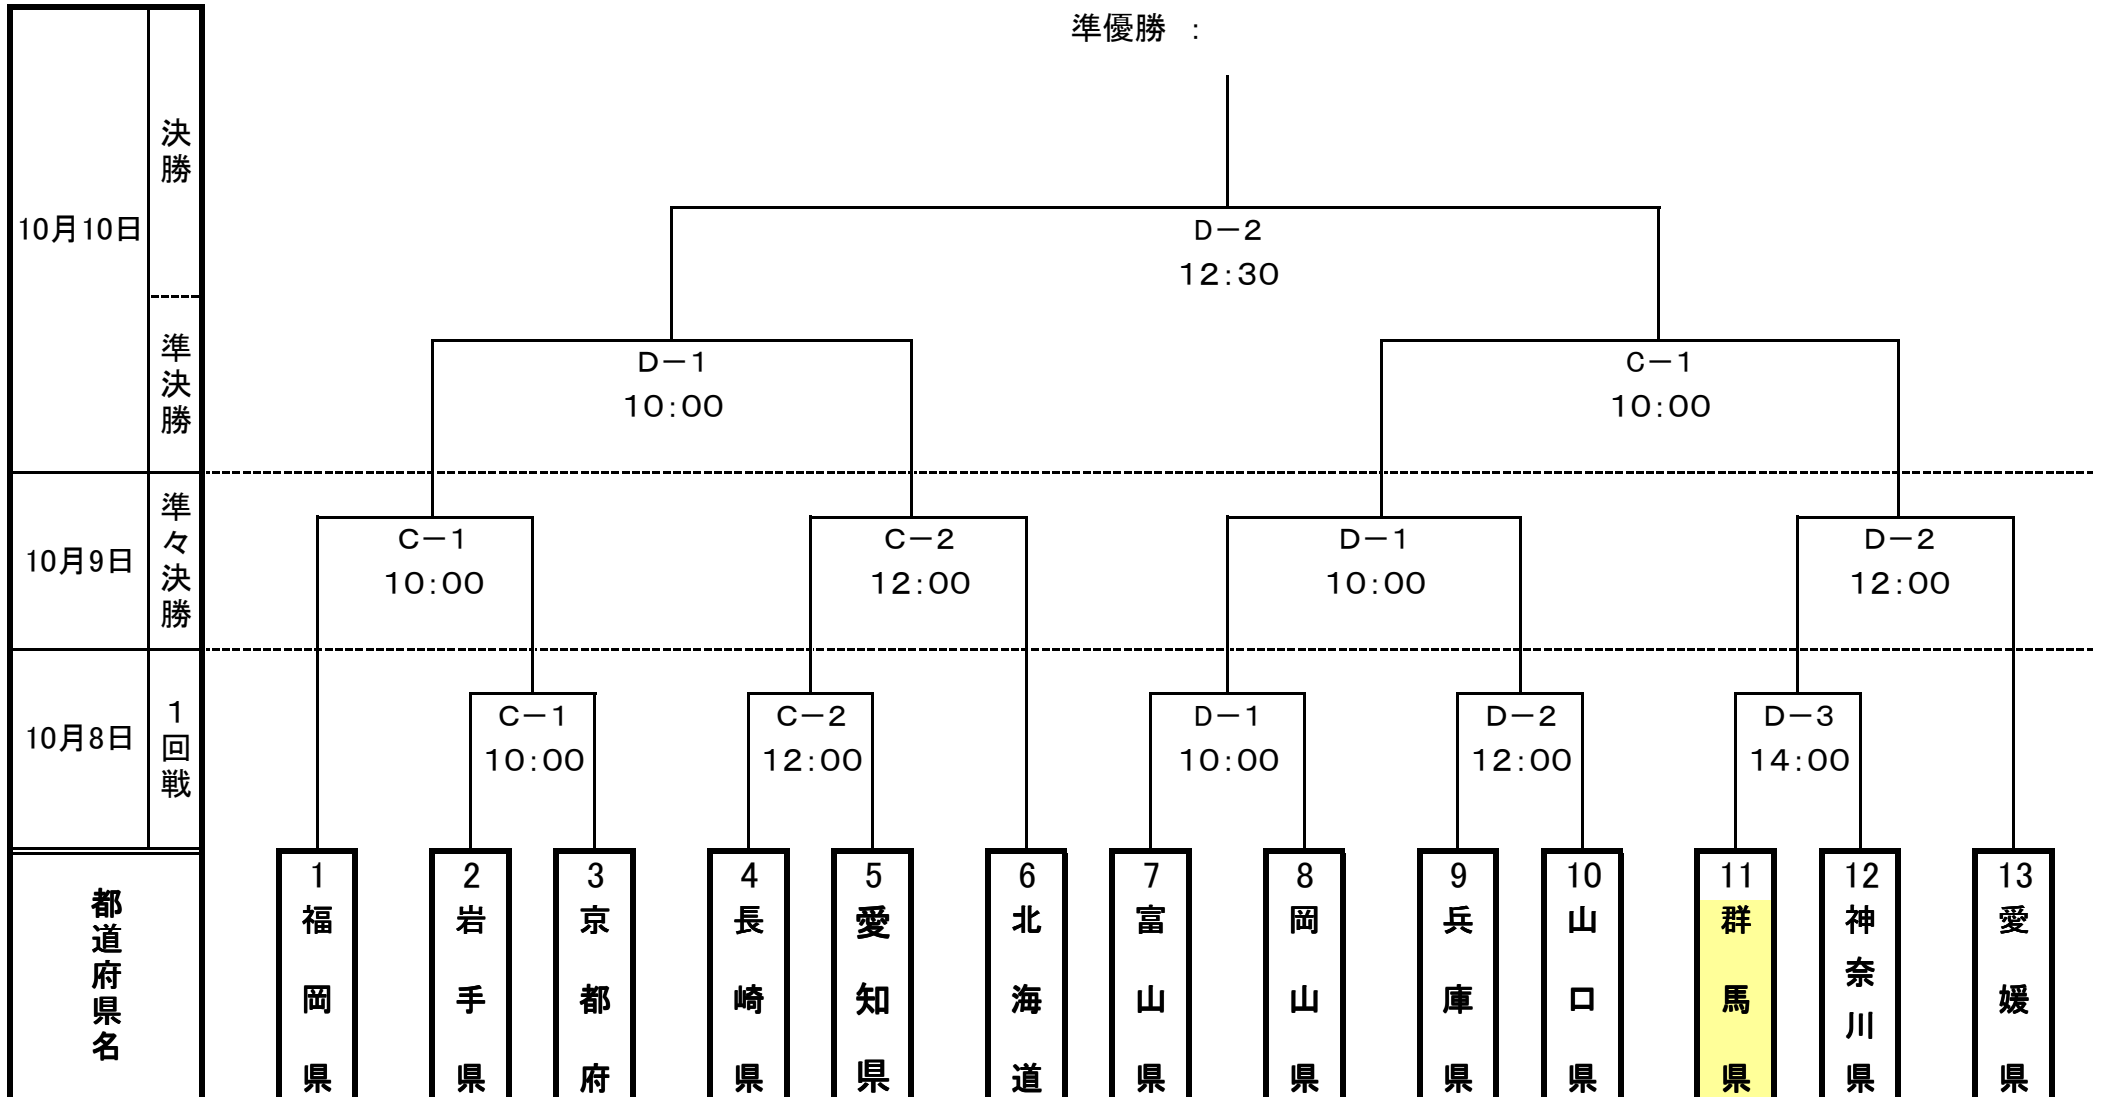 準優勝 ：
決勝
10月10日
D－2
12:30
準決勝
D－1
10:00
C－1
10:00
10月9日
準々決勝
C－1
10:00
C－2
12:00
D－1
10:00
D－2
12:00
10月8日
1回戦
C－1
10:00
C－2
12:00
D－1
10:00
D－2
12:00
D－3
14:00
都道府県名
1 福岡県
2 岩手県
3 京都府
4 長崎県
5 愛知県
6 北海道
7 富山県
8 岡山県
9 兵庫県
10 山口県
11 群馬県
12 神奈川県
13 愛媛県